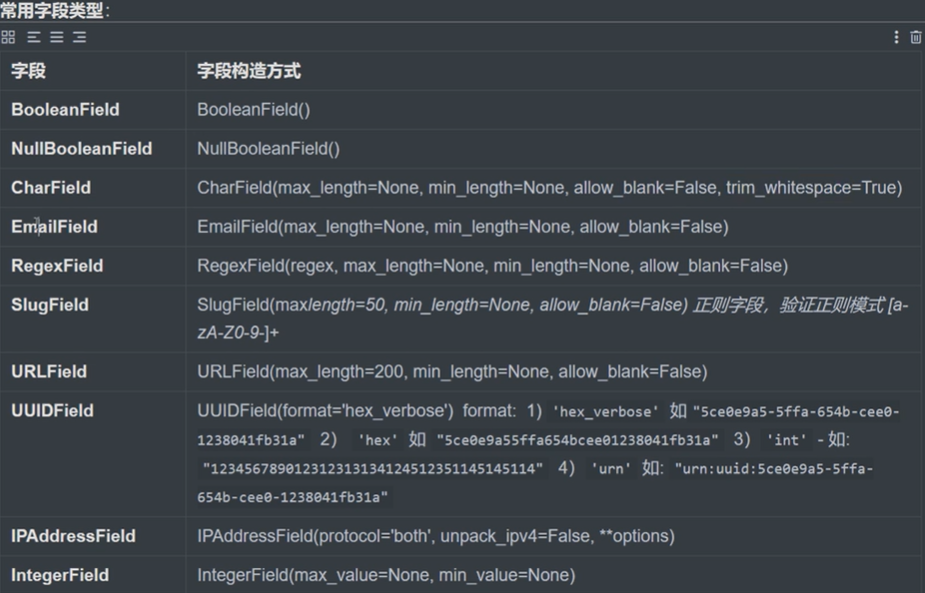 常用字段类型：
字段 字段构造方式
BooleanField BooleanField()
NullBooleanField NullBooleanField()
CharField CharField(max_length=None, min_length=None, allow_blank=False, trim_whitespace=True)
EmailField EmailField(max_length=None, min_length=None, allow_blank=False)
RegexField RegexField(regex, max_length=None, min_length=None, allow_blank=False)
SlugField SlugField(maxlength=50, min_length=None, allow_blank=False) 正则字段，验证正则模式 [a-
zA-Z0-9-]+
URLField URLField(max_length=200, min_length=None, allow_blank=False)
UUIDField UUIDField(format='hex_verbose') format: 1) 'hex_verbose' 如 "5ce0e9a5-5ffa-654b-cee0-
1238041fb31a" 2) 'hex' 如 "5ce0e9a55ffa654bcee01238041fb31a" 3) 'int' - 如:
"123456789012312313134124512351145145114" 4) 'urn' 如: "urn:uuid:5ce0e9a5-5ffa-
654b-cee0-1238041fb31a"
IPAddressField IPAddressField(protocol='both', unpack_ipv4=False, **options)
IntegerField IntegerField(max_value=None, min_value=None)